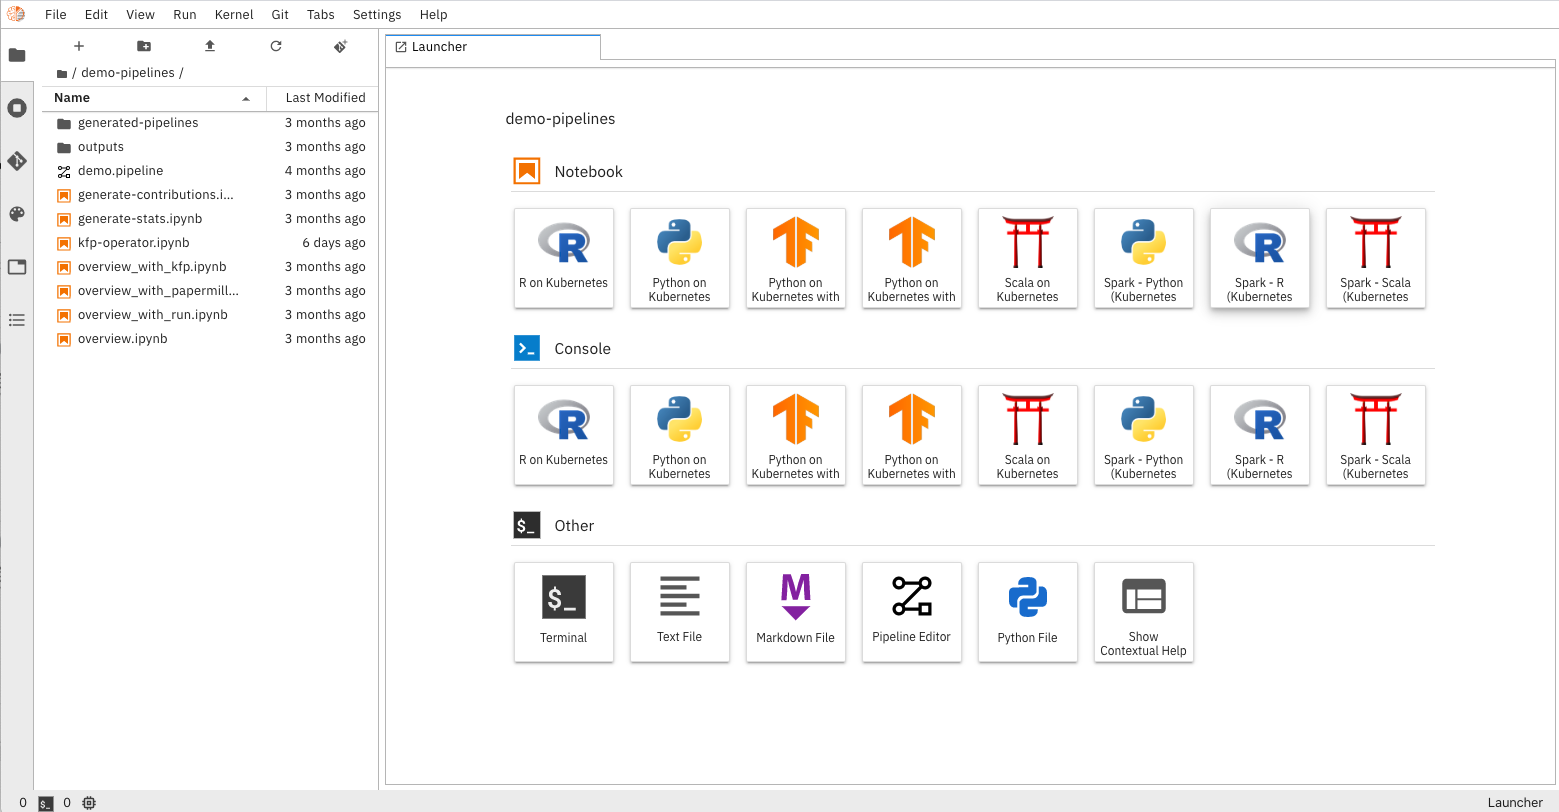 File Edit View Run Kernel Git Tabs Settings Help
/ demo-pipelines /
Name Last Modified
generated-pipelines 3 months ago
outputs 3 months ago
demo.pipeline 4 months ago
generate-contributions.i... 3 months ago
generate-stats.ipynb 3 months ago
kfp-operator.ipynb 6 days ago
overview_with_kfp.ipynb 3 months ago
overview_with_papermill... 3 months ago
overview_with_run.ipynb 3 months ago
overview.ipynb 3 months ago
Launcher
demo-pipelines
Notebook
R on Kubernetes
Python on
Kubernetes
Python on
Kubernetes with
Python on
Kubernetes with
Scala on
Kubernetes
Spark - Python
(Kubernetes
Spark - R
(Kubernetes
Spark - Scala
(Kubernetes
Console
R on Kubernetes
Python on
Kubernetes
Python on
Kubernetes with
Python on
Kubernetes with
Scala on
Kubernetes
Spark - Python
(Kubernetes
Spark - R
(Kubernetes
Spark - Scala
(Kubernetes
$_ Other
$_
Terminal
Text File
M
Markdown File
Pipeline Editor
Python File
Show
Contextual Help
0 $_ 0 Launcher